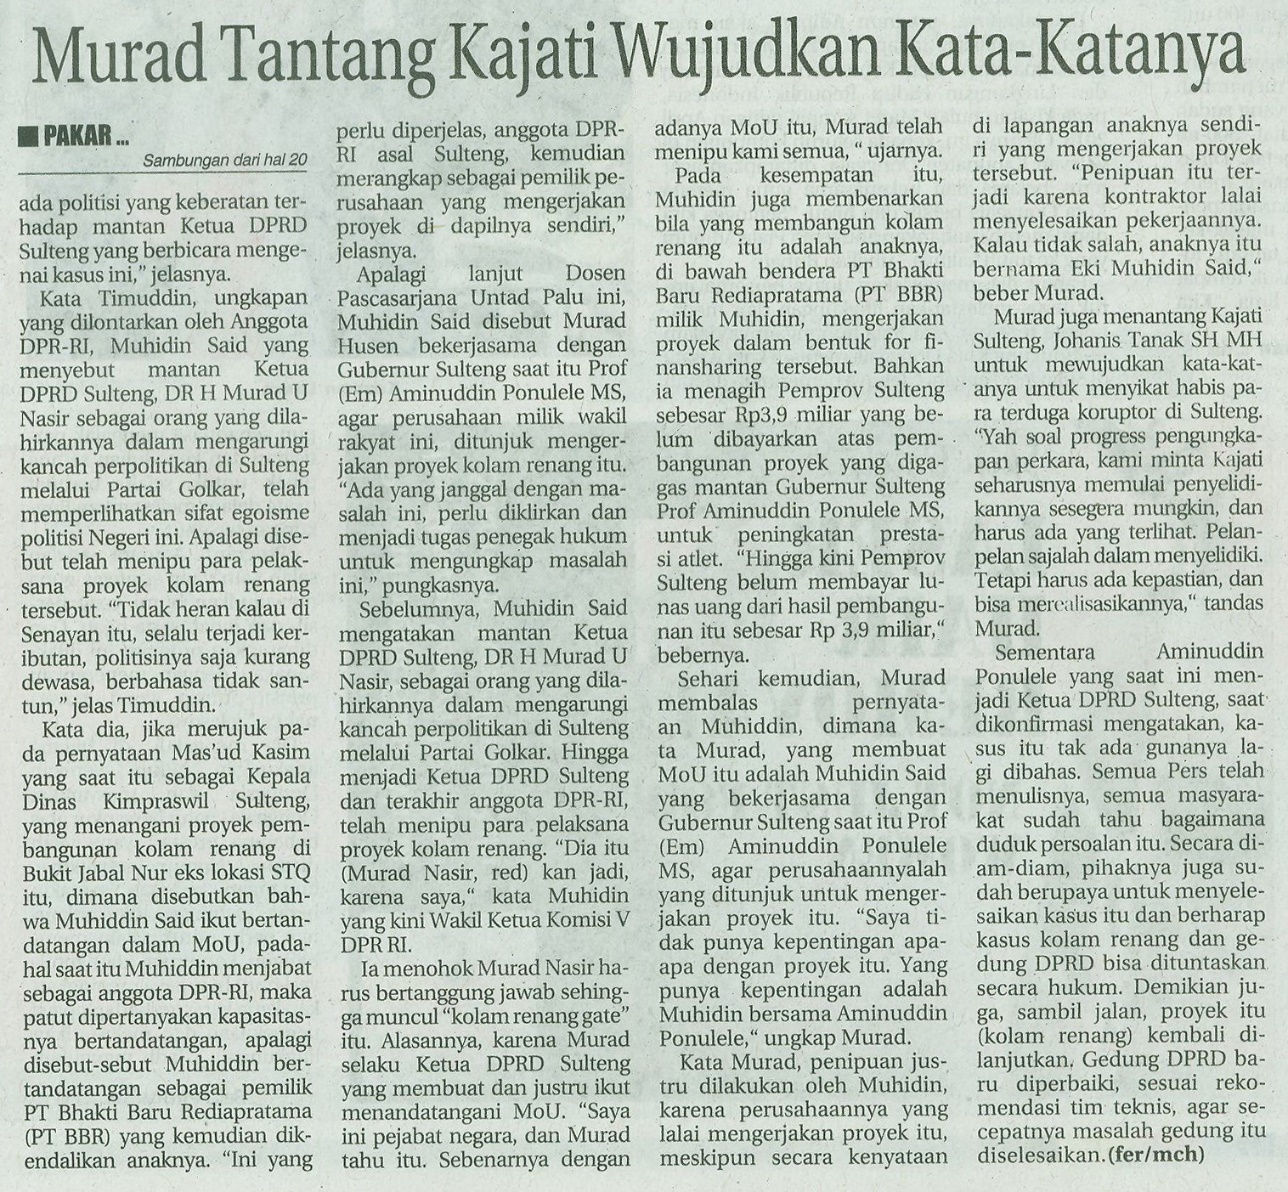 Murad Tantang Kajati Wujudkan Kata-Katanya
■ PAKAR ...
Sambungan dari hal 20
ada politisi yang keberatan ter-
hadap mantan Ketua DPRD
Sulteng yang berbicara menge-
nai kasus ini,” jelasnya.
Kata Timuddin, ungkapan
yang dilontarkan oleh Anggota
DPR-RI, Muhidin Said yang
menyebut mantan Ketua
DPRD Sulteng, DR H Murad U
Nasir sebagai orang yang dila-
hirkannya dalam mengarungi
kancah perpolitikan di Sulteng
melalui Partai Golkar, telah
memperlihatkan sifat egoisme
politisi Negeri ini. Apalagi dise-
but telah menipu para pelak-
sana proyek kolam renang
tersebut. “Tidak heran kalau di
Senayan itu, selalu terjadi ker-
ibutan, politisinya saja kurang
dewasa, berbahasa tidak san-
tun,” jelas Timuddin.
Kata dia, jika merujuk pa-
da pernyataan Mas’ud Kasim
yang saat itu sebagai Kepala
Dinas Kimpraswil Sulteng,
yang menangani proyek pem-
bangunan kolam renang di
Bukit Jabal Nur eks lokasi STQ
itu, dimana disebutkan bah-
wa Muhiddin Said ikut bertan-
datangan dalam MoU, pada-
hal saat itu Muhiddin menjabat
sebagai anggota DPR-RI, maka
patut dipertanyakan kapasitas-
nya bertandatangan, apalagi
disebut-sebut Muhiddin ber-
tandatangan sebagai pemilik
PT Bhakti Baru Rediapratama
(PT BBR) yang kemudian dik-
endalikan anaknya. “Ini yang
perlu diperjelas, anggota DPR-
RI asal Sulteng, kemudian
merangkap sebagai pemilik pe-
rusahaan yang mengerjakan
proyek di dapilnya sendiri,”
jelasnya.
Apalagi lanjut Dosen
Pascasarjana Untad Palu ini,
Muhidin Said disebut Murad
Husen bekerjasama dengan
Gubernur Sulteng saat itu Prof
(Em) Aminuddin Ponulele MS,
agar perusahaan milik wakil
rakyat ini, ditunjuk menger-
jakan proyek kolam renang itu.
“Ada yang janggal dengan ma-
salah ini, perlu diklirkan dan
menjadi tugas penegak hukum
untuk mengungkap masalah
ini,” pungkasnya.
Sebelumnya, Muhidin Said
mengatakan mantan Ketua
DPRD Sulteng, DR H Murad U
Nasir, sebagai orang yang dila-
hirkannya dalam mengarungi
kancah perpolitikan di Sulteng
melalui Partai Golkar. Hingga
menjadi Ketua DPRD Sulteng
dan terakhir anggota DPR-RI,
telah menipu para pelaksana
proyek kolam renang. “Dia itu
(Murad Nasir, red) kan jadi,
karena saya,“ kata Muhidin
yang kini Wakil Ketua Komisi V
DPR RI.
Ia menohok Murad Nasir ha-
rus bertanggung jawab sehing-
ga muncul “kolam renang gate”
itu. Alasannya, karena Murad
selaku Ketua DPRD Sulteng
yang membuat dan justru ikut
menandatangani MoU. “Saya
ini pejabat negara, dan Murad
tahu itu. Sebenarnya dengan
adanya MoU itu, Murad telah
menipu kami semua, “ ujarnya.
Pada kesempatan itu,
Muhidin juga membenarkan
bila yang membangun kolam
renang itu adalah anaknya,
di bawah bendera PT Bhakti
Baru Rediapratama (PT BBR)
milik Muhidin, mengerjakan
proyek dalam bentuk for fi-
nansharing tersebut. Bahkan
ia menagih Pemprov Sulteng
sebesar Rp3,9 miliar yang be-
lum dibayarkan atas pem-
bangunan proyek yang diga-
gas mantan Gubernur Sulteng
Prof Aminuddin Ponulele MS,
untuk peningkatan presta-
si atlet. “Hingga kini Pemprov
Sulteng belum membayar lu-
nas uang dari hasil pembangu-
nan itu sebesar Rp 3,9 miliar,“
bebernya.
Sehari kemudian, Murad
membalas pernyata-
an Muhiddin, dimana ka-
ta Murad, yang membuat
MoU itu adalah Muhidin Said
yang bekerjasama dengan
Gubernur Sulteng saat itu Prof
(Em) Aminuddin Ponulele
MS, agar perusahaannyalah
yang ditunjuk untuk menger-
jakan proyek itu. “Saya ti-
dak punya kepentingan apa-
apa dengan proyek itu. Yang
punya kepentingan adalah
Muhidin bersama Aminuddin
Ponulele,“ ungkap Murad.
Kata Murad, penipuan jus-
tru dilakukan oleh Muhidin,
karena perusahaannya yang
lalai mengerjakan proyek itu,
meskipun secara kenyataan
di lapangan anaknya sendi-
ri yang mengerjakan proyek
tersebut. “Penipuan itu ter-
jadi karena kontraktor lalai
menyelesaikan pekerjaannya.
Kalau tidak salah, anaknya itu
bernama Eki Muhidin Said,“
beber Murad.
Murad juga menantang Kajati
Sulteng, Johanis Tanak SH MH
untuk mewujudkan kata-kat-
anya untuk menyikat habis pa-
ra terduga koruptor di Sulteng.
“Yah soal progress pengungka-
pan perkara, kami minta Kajati
seharusnya memulai penyelidi-
kannya sesegera mungkin, dan
harus ada yang terlihat. Pelan-
pelan sajalah dalam menyelidiki.
Tetapi harus ada kepastian, dan
bisa merealisasikannya,“ tandas
Murad.
Sementara Aminuddin
Ponulele yang saat ini men-
jadi Ketua DPRD Sulteng, saat
dikonfirmasi mengatakan, ka-
sus itu tak ada gunanya la-
gi dibahas. Semua Pers telah
menulisnya, semua masyara-
kat sudah tahu bagaimana
duduk persoalan itu. Secara di-
am-diam, pihaknya juga su-
dah berupaya untuk menyele-
saikan kasus itu dan berharap
kasus kolam renang dan ge-
dung DPRD bisa dituntaskan
secara hukum. Demikian ju-
ga, sambil jalan, proyek itu
(kolam renang) kembali di-
lanjutkan. Gedung DPRD ba-
ru diperbaiki, sesuai reko-
mendasi tim teknis, agar se-
cepatnya masalah gedung itu
diselesaikan.(fer/mch)